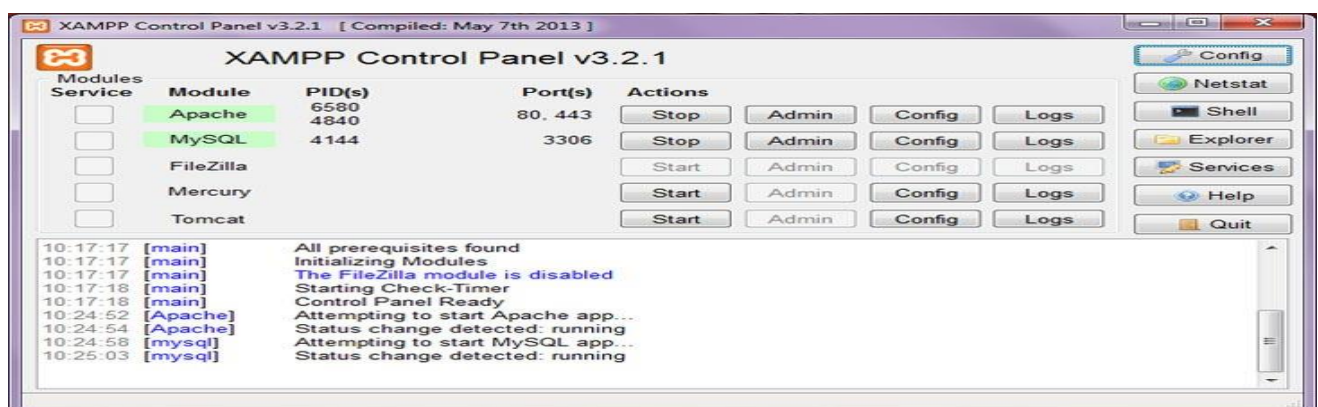 XAMPP Control Panel v3.2.1 [ Compiled: May 7th 2013 ]
XAMPP Control Panel v3.2.1
Config
Modules
Service Module PID(s) Port(s) Actions
Netstat
Apache 6580 4840 80, 443 Stop Admin Config Logs
Shell
MySQL 4144 3306 Stop Admin Config Logs
Explorer
FileZilla Start Admin Config Logs
Services
Mercury Start Admin Config Logs
Help
Tomcat Start Admin Config Logs
Quit
10:17:17 [main] All prerequisites found
10:17:17 [main] Initializing Modules
10:17:17 [main] The FileZilla module is disabled
10:17:18 [main] Starting Check-Timer
10:17:18 [main] Control Panel Ready
10:24:52 [Apache] Attempting to start Apache app...
10:24:54 [Apache] Status change detected: running
10:24:58 [mysql] Attempting to start MySQL app...
10:25:03 [mysql] Status change detected: running